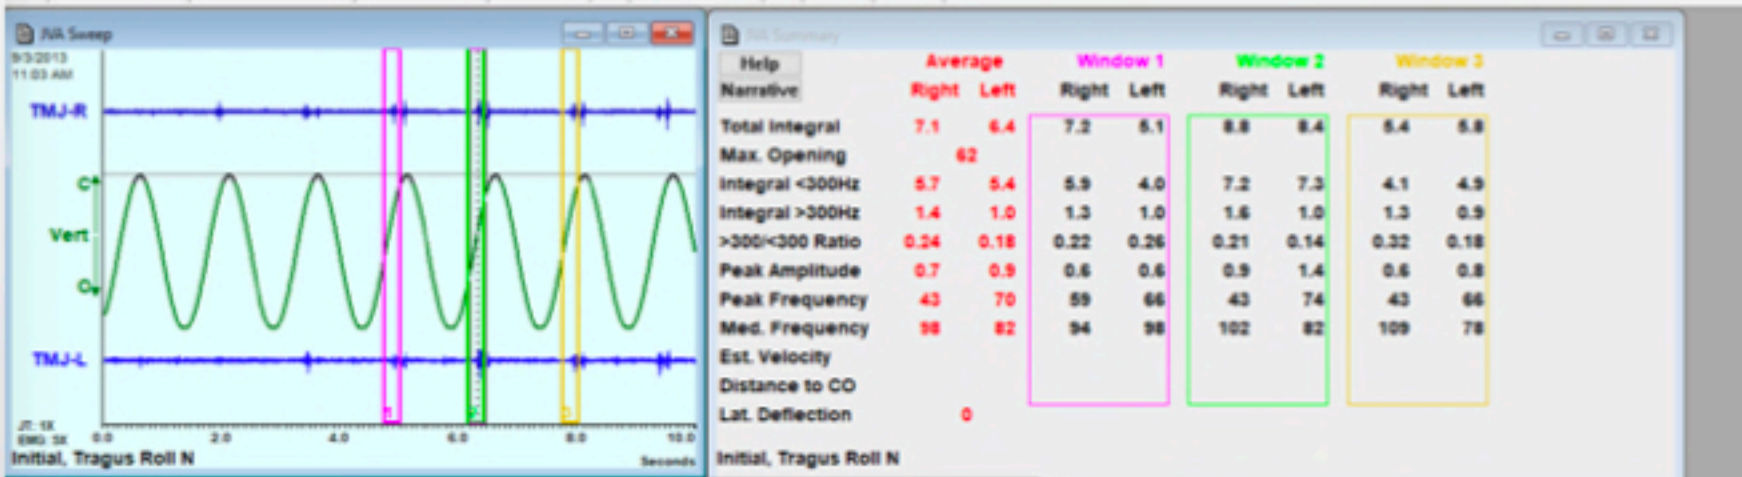 JVA Sweep
9/3/2013
11:03 AM
TMJ-R
C
Vert
O
TMJ-L
1
3
JT: 1X
EMG: 5X
0.0 2.0 4.0 6.0 8.0 10.0
Initial, Tragus Roll N Seconds
JVA Summary
Help Average Window 1 Window 2 Window 3
Narrative Right Left Right Left Right Left Right Left
Total Integral 7.1 6.4 7.2 5.1 8.8 8.4 5.4 5.8
Max. Opening 62
Integral <300Hz 5.7 5.4 5.9 4.0 7.2 7.3 4.1 4.9
Integral >300Hz 1.4 1.0 1.3 1.0 1.6 1.0 1.3 0.9
>300/<300 Ratio 0.24 0.18 0.22 0.26 0.21 0.14 0.32 0.18
Peak Amplitude 0.7 0.9 0.6 0.6 0.9 1.4 0.6 0.8
Peak Frequency 43 70 59 66 43 74 43 66
Med. Frequency 98 82 94 98 102 82 109 78
Est. Velocity
Distance to CO
Lat. Deflection 0
Initial, Tragus Roll N